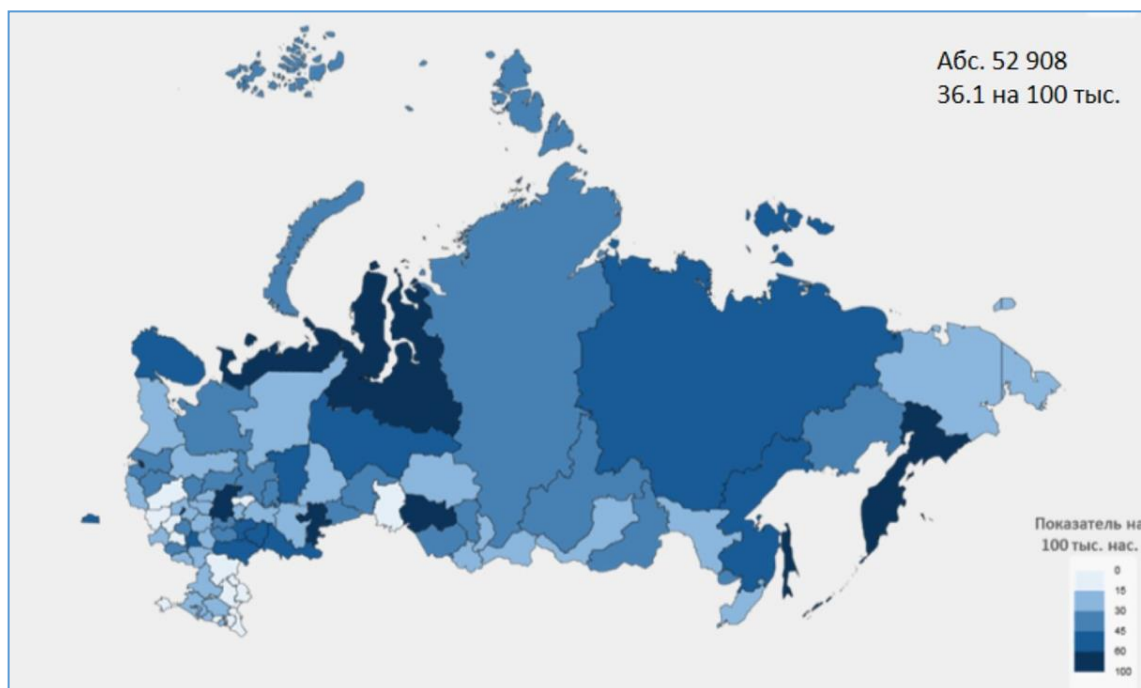 Абс. 52 908
36.1 на 100 тыс.
Показатель на
100 тыс. нас.
0
15
30
45
60
100